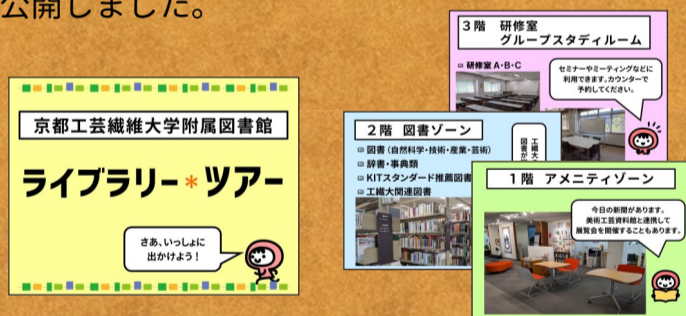 公開しました。
京都工芸繊維大学附属図書館
ライブラリー*ツアー
さあ、いっしょに
出かけよう!
3階 研修室
グループスタディルーム
研修室 A・B・C
セミナーやミーティングなどに
利用できます。カウンターで
予約してください。
2階 図書ゾーン
図書(自然科学・技術・産業・芸術)
辞書・事典類
KITスタンダード推薦図書
工繊大関連図書
工繊大
図書が
1階 アメニティゾーン
今日の新聞があります。
美術工芸資料館と連携して
展覧会を開催することもあります。